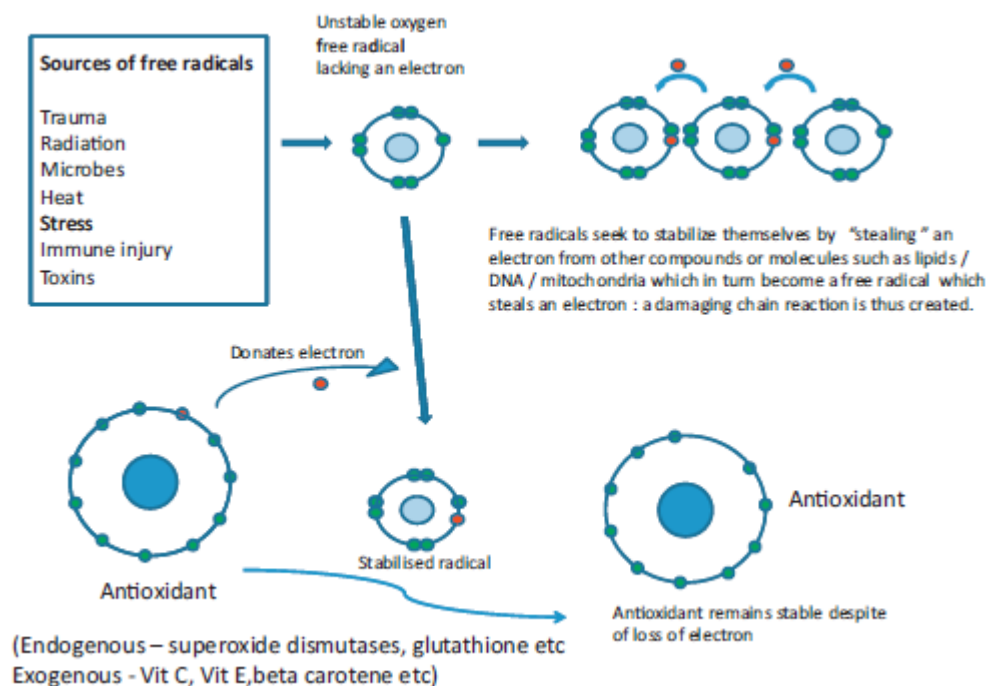 Unstable oxygen
free radical
lacking an electron
Sources of free radicals
Trauma
Radiation
Microbes
Heat
Stress
Immune injury
Toxins
Free radicals seek to stabilize themselves by "stealing" an
electron from other compounds or molecules such as lipids /
DNA / mitochondria which in turn become a free radical which
steals an electron : a damaging chain reaction is thus created.
Donates electron
Antioxidant
Stabilised radical
Antioxidant
Antioxidant remains stable despite
of loss of electron
(Endogenous – superoxide dismutases, glutathione etc
Exogenous - Vit C, Vit E,beta carotene etc)